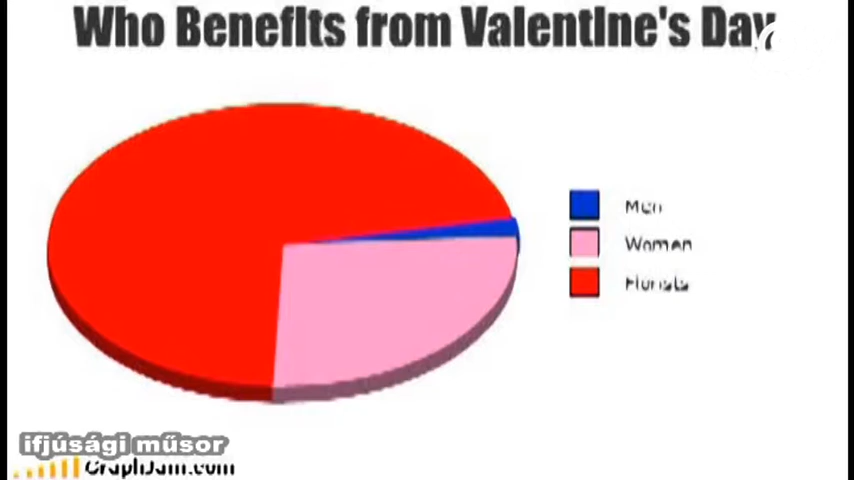 Who Benefits from Valentine's Day
Men
Women
Florists
ifjúsági műsor
GraphJam.com